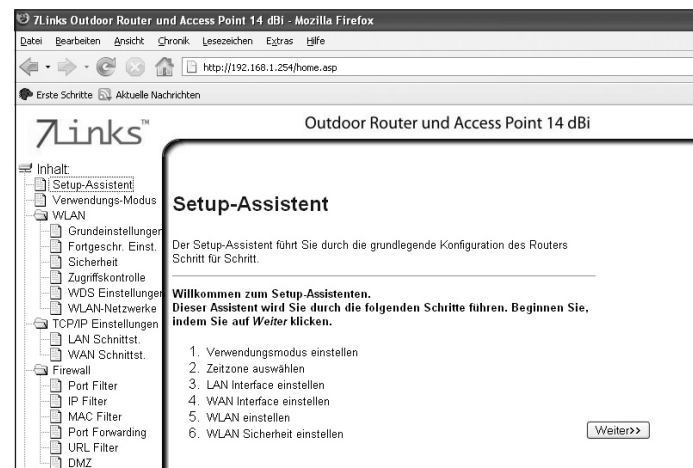 7Links Outdoor Router und Access Point 14 dBi - Mozilla Firefox
Datei Bearbeiten Ansicht Chronik Lesezeichen Extras Hilfe
http://192.168.1.254/home.asp
Erste Schritte Aktuelle Nachrichten
7Links™
Outdoor Router und Access Point 14 dBi
Inhalt:
Setup-Assistent
Verwendungs-Modus
WLAN
Grundeinstellungen
Fortgeschr. Einst.
Sicherheit
Zugriffskontrolle
WDS Einstellungen
WLAN-Netzwerke
TCP/IP Einstellungen
LAN Schnittst.
WAN Schnittst.
Firewall
Port Filter
IP Filter
MAC Filter
Port Forwarding
URL Filter
DMZ
Setup-Assistent
Der Setup-Assistent führt Sie durch die grundlegende Konfiguration des Routers
Schritt für Schritt.
Willkommen zum Setup-Assistenten.
Dieser Assistent wird Sie durch die folgenden Schritte führen. Beginnen Sie,
indem Sie auf Weiter klicken.
1. Verwendungsmodus einstellen
2. Zeitzone auswählen
3. LAN Interface einstellen
4. WAN Interface einstellen
5. WLAN einstellen
6. WLAN Sicherheit einstellen
Weiter>>